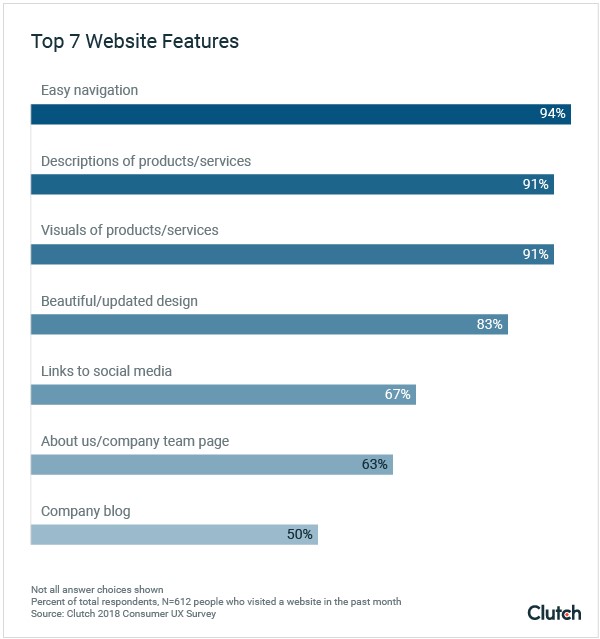 Top 7 Website Features
Easy navigation
94%
Descriptions of products/services
91%
Visuals of products/services
91%
Beautiful/updated design
83%
Links to social media
67%
About us/company team page
63%
Company blog
50%
Not all answer choices shown
Percent of total respondents, N=612 people who visited a website in the past month
Source: Clutch 2018 Consumer UX Survey
Clutch